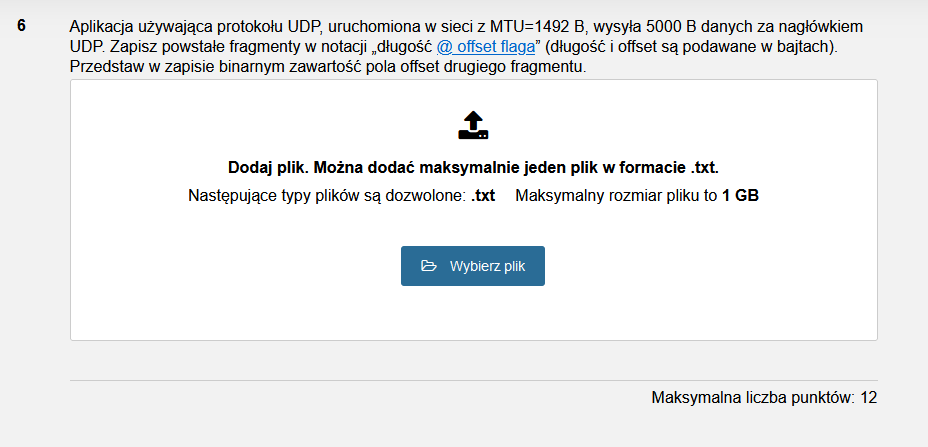 6
Aplikacja używająca protokołu UDP, uruchomiona w sieci z MTU=1492 B, wysyła 5000 B danych za nagłówkiem
UDP. Zapisz powstałe fragmenty w notacji „długość @ offset flaga” (długość i offset są podawane w bajtach).
Przedstaw w zapisie binarnym zawartość pola offset drugiego fragmentu.
Dodaj plik. Można dodać maksymalnie jeden plik w formacie .txt.
Następujące typy plików są dozwolone: .txt Maksymalny rozmiar pliku to 1 GB
Wybierz plik
Maksymalna liczba punktów: 12